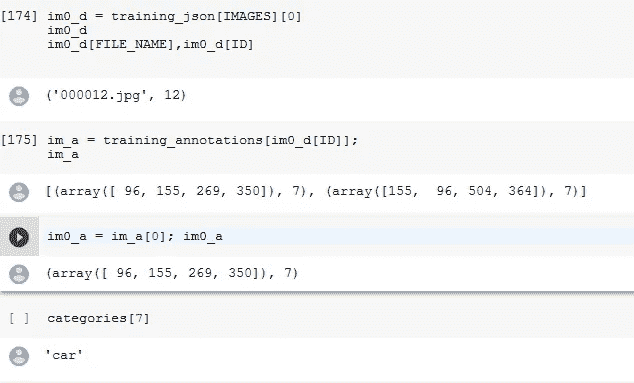 [174] im0_d = training_json[IMAGES][0]
im0_d
im0_d[FILE_NAME],im0_d[ID]
('000012.jpg', 12)
[175] im_a = training_annotations[im0_d[ID]];
im_a
[(array([ 96, 155, 269, 350]), 7), (array([155,  96, 504, 364]), 7)]
im0_a = im_a[0]; im0_a
(array([ 96, 155, 269, 350]), 7)
[ ] categories[7]
'car'